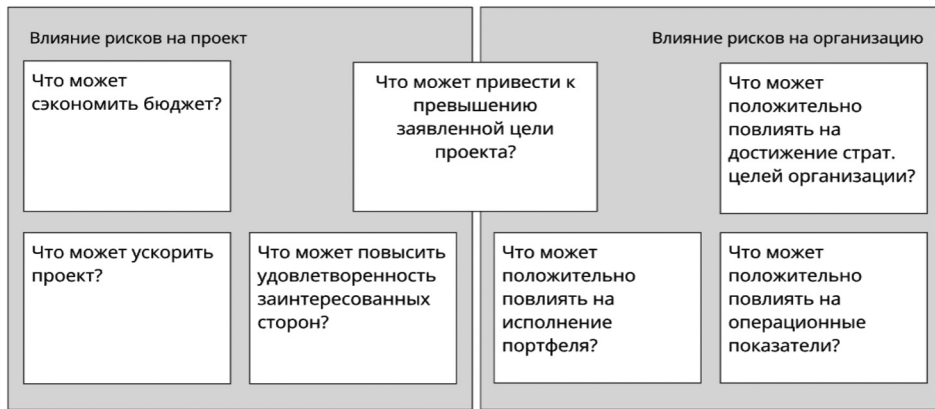 Влияние рисков на проект
Влияние рисков на организацию
Что может
сэкономить бюджет?
Что может привести к
превышению
заявленной цели
проекта?
Что может
положительно
повлиять на
достижение страт.
целей организации?
Что может ускорить
проект?
Что может повысить
удовлетворенность
заинтересованных
сторон?
Что может
положительно
повлиять на
исполнение
портфеля?
Что может
положительно
повлиять на
операционные
показатели?